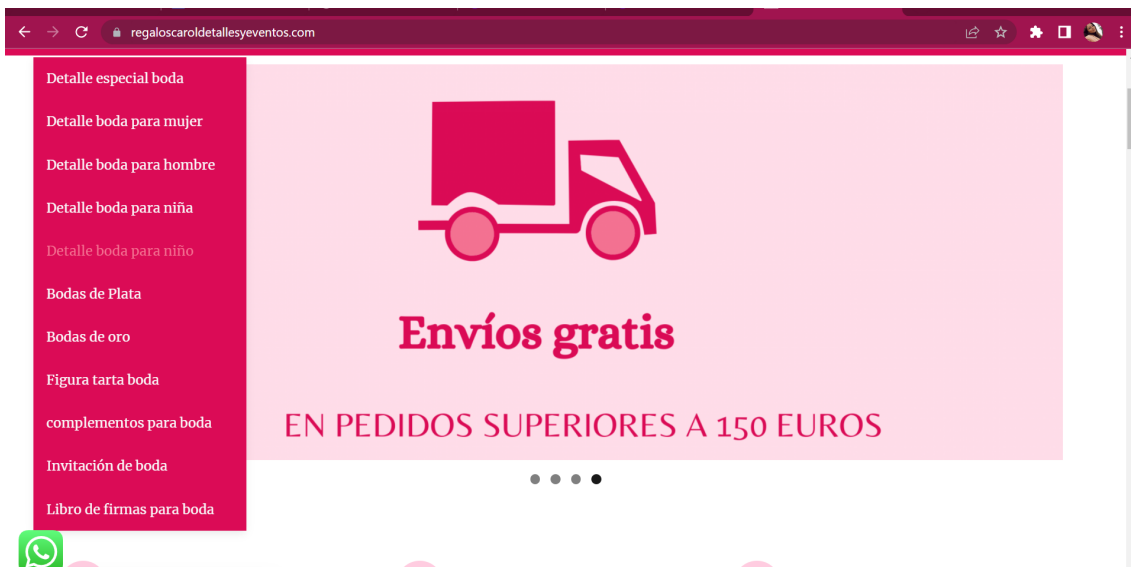 regaloscaroldetallesyeventos.com
Detalle especial boda
Detalle boda para mujer
Detalle boda para hombre
Detalle boda para niña
Detalle boda para niño
Bodas de Plata
Bodas de oro
Figura tarta boda
complementos para boda
Invitación de boda
Libro de firmas para boda
Envíos gratis
EN PEDIDOS SUPERIORES A 150 EUROS